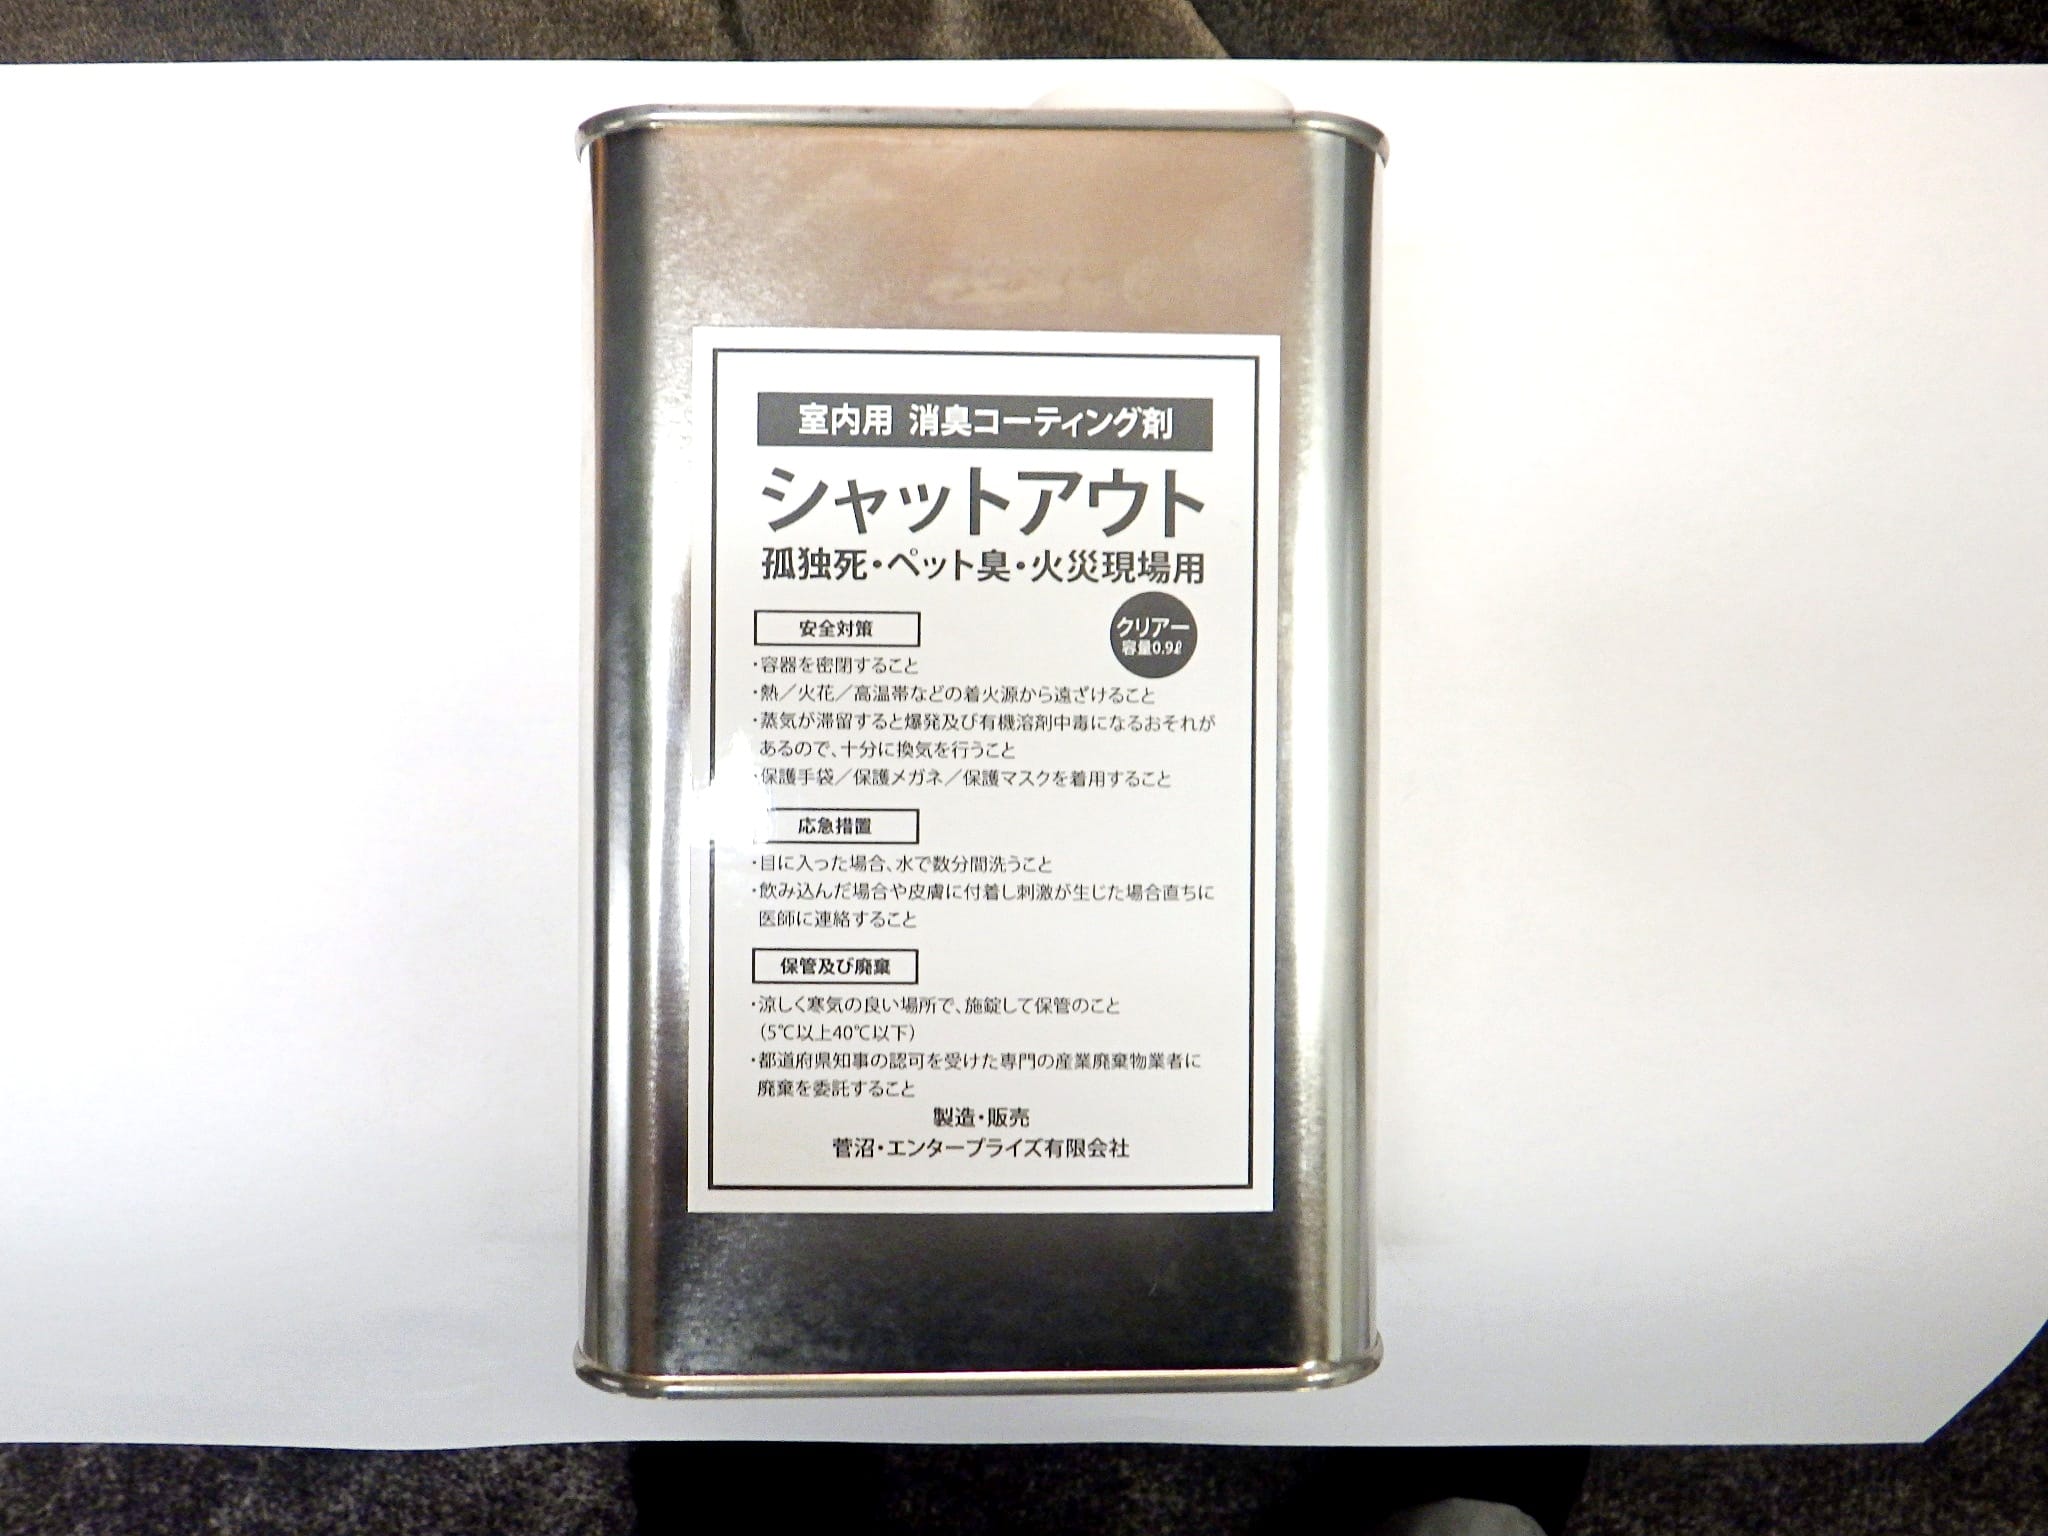 室内用 消臭コーティング剤
シャットアウト
孤独死・ペット臭・火災現場用
クリアー
容量0.9ℓ
安全対策
・容器を密閉すること
・熱／火花／高温帯などの着火源から遠ざけること
・蒸気が滞留すると爆発及び有機溶剤中毒になるおそれが
あるので、十分に換気を行うこと
・保護手袋／保護メガネ／保護マスクを着用すること
応急措置
・目に入った場合、水で数分間洗うこと
・飲み込んだ場合や皮膚に付着し刺激が生じた場合直ちに
医師に連絡すること
保管及び廃棄
・涼しく寒気の良い場所で、施錠して保管のこと
（5℃以上40℃以下）
・都道府県知事の認可を受けた専門の産業廃棄物業者に
廃棄を委託すること
製造・販売
菅沼・エンタープライズ有限会社